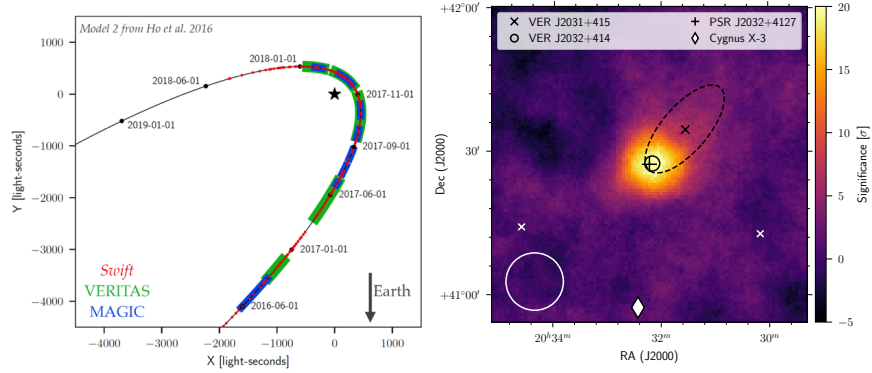 Model 2 from Ho et al. 2016
2018-01-01
2018-06-01
2017-11-01
2019-01-01
2017-09-01
2017-06-01
2017-01-01
2016-06-01
Swift
VERITAS
MAGIC
Earth
1000
0
−1000
−2000
−3000
−4000
Y [light-seconds]
−4000 −3000 −2000 −1000 0 1000
X [light-seconds]
VER J2031+415 PSR J2032+4127
VER J2032+414 Cygnus X-3
+42°00′
30′
+41°00′
Dec (J2000)
20ʰ34ᵐ 32ᵐ 30ᵐ
RA (J2000)
20
15
10
5
0
−5
Significance [σ]